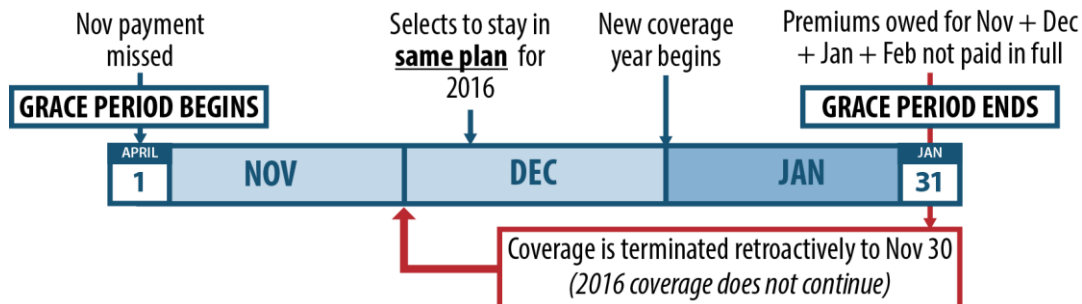 Nov payment
missed
GRACE PERIOD BEGINS
Selects to stay in
same plan for
2016
New coverage
year begins
Premiums owed for Nov + Dec
+ Jan + Feb not paid in full
GRACE PERIOD ENDS
APRIL
1
NOV
DEC
JAN
JAN
31
Coverage is terminated retroactively to Nov 30
(2016 coverage does not continue)